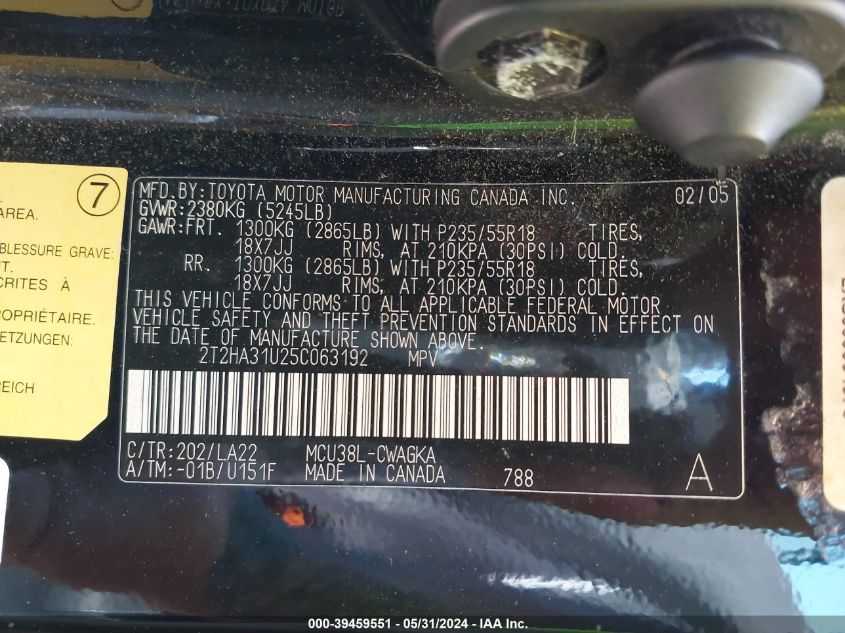 7
AREA.
BLESSURE GRAVE:
NT.
SCRITES À
PROPRIÉTAIRE.
ETZUNGEN:
REICH
MFD.BY:TOYOTA MOTOR MANUFACTURING CANADA INC. 02/05
GVWR:2380KG (5245LB)
GAWR:FRT. 1300KG (2865LB) WITH P235/55R18 TIRES,
18X7JJ RIMS, AT 210KPA (30PSI) COLD.
RR. 1300KG (2865LB) WITH P235/55R18 TIRES,
18X7JJ RIMS, AT 210KPA (30PSI) COLD.
THIS VEHICLE CONFORMS TO ALL APPLICABLE FEDERAL MOTOR
VEHICLE SAFETY AND THEFT PREVENTION STANDARDS IN EFFECT ON
THE DATE OF MANUFACTURE SHOWN ABOVE.
2T2HA31U25C063192 MPV
C/TR:202/LA22 MCU38L-CWAGKA
A/TM:-01B/U151F MADE IN CANADA 788 A
000-39459551 / 05/31/2024 - IAA Inc.